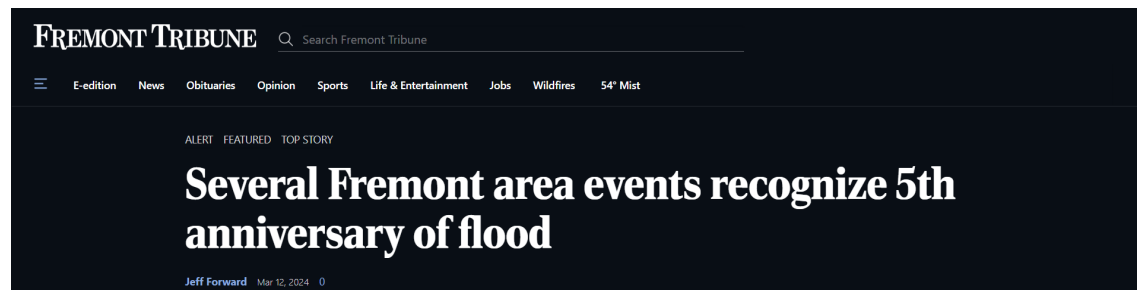 FREMONT TRIBUNE Search Fremont Tribune
E-edition News Obituaries Opinion Sports Life & Entertainment Jobs Wildfires 54° Mist
ALERT FEATURED TOP STORY
Several Fremont area events recognize 5th
anniversary of flood
Jeff Forward Mar 12, 2024 0